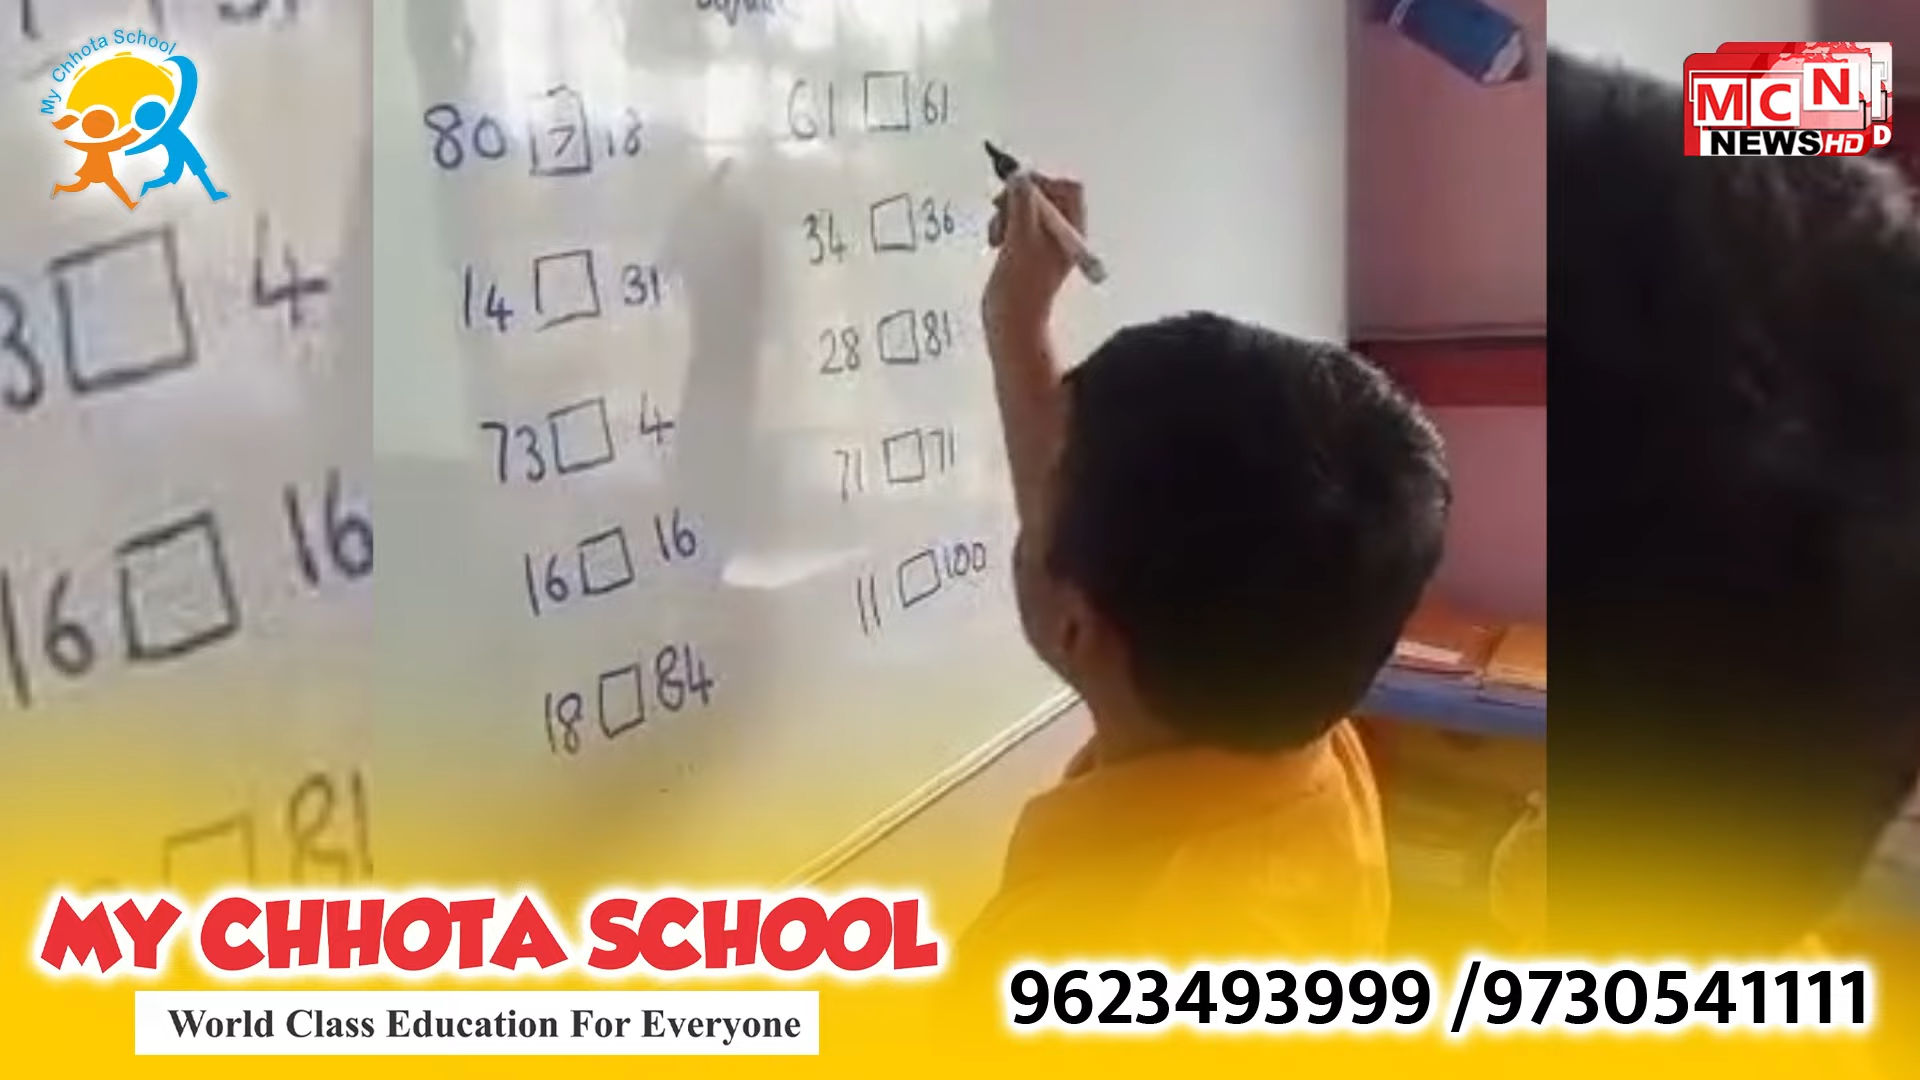 My Chhota School
MCN
NEWS HD
80 > 18
61 □ 61
14 □ 31
34 □ 36
73 □ 4
28 □ 81
16 □ 16
71 □ 71
18 □ 84
11 □ 100
3 □ 4
16 □ 16
81
MY CHHOTA SCHOOL
World Class Education For Everyone
9623493999 /9730541111